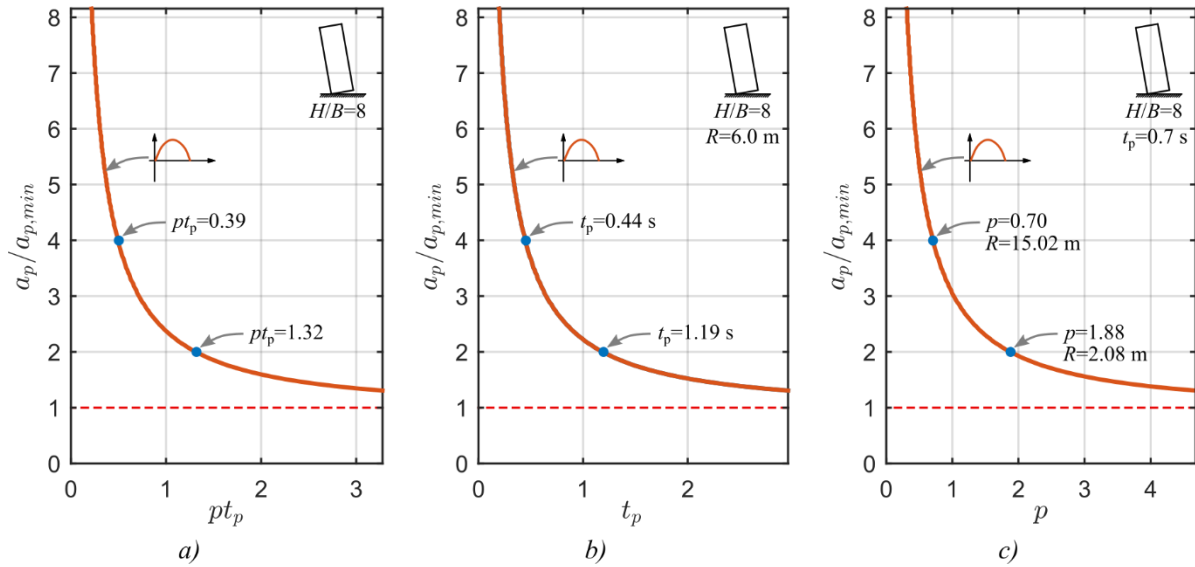 8
7
6
5
4
3
2
1
0
a_p/a_{p,min}
H/B=8
pt_p=0.39
pt_p=1.32
0
1
2
3
pt_p
a)
8
7
6
5
4
3
2
1
0
a_p/a_{p,min}
H/B=8
R=6.0 m
t_p=0.44 s
t_p=1.19 s
0
1
2
t_p
b)
8
7
6
5
4
3
2
1
0
a_p/a_{p,min}
H/B=8
t_p=0.7 s
p=0.70
R=15.02 m
p=1.88
R=2.08 m
0
1
2
3
4
p
c)